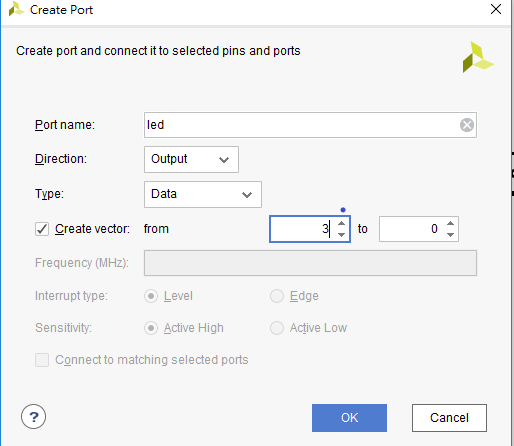 Create Port
Create port and connect it to selected pins and ports
Port name: led
Direction: Output
Type: Data
Create vector: from 3 to 0
Frequency (MHz):
Interrupt type: Level Edge
Sensitivity: Active High Active Low
Connect to matching selected ports
? OK Cancel